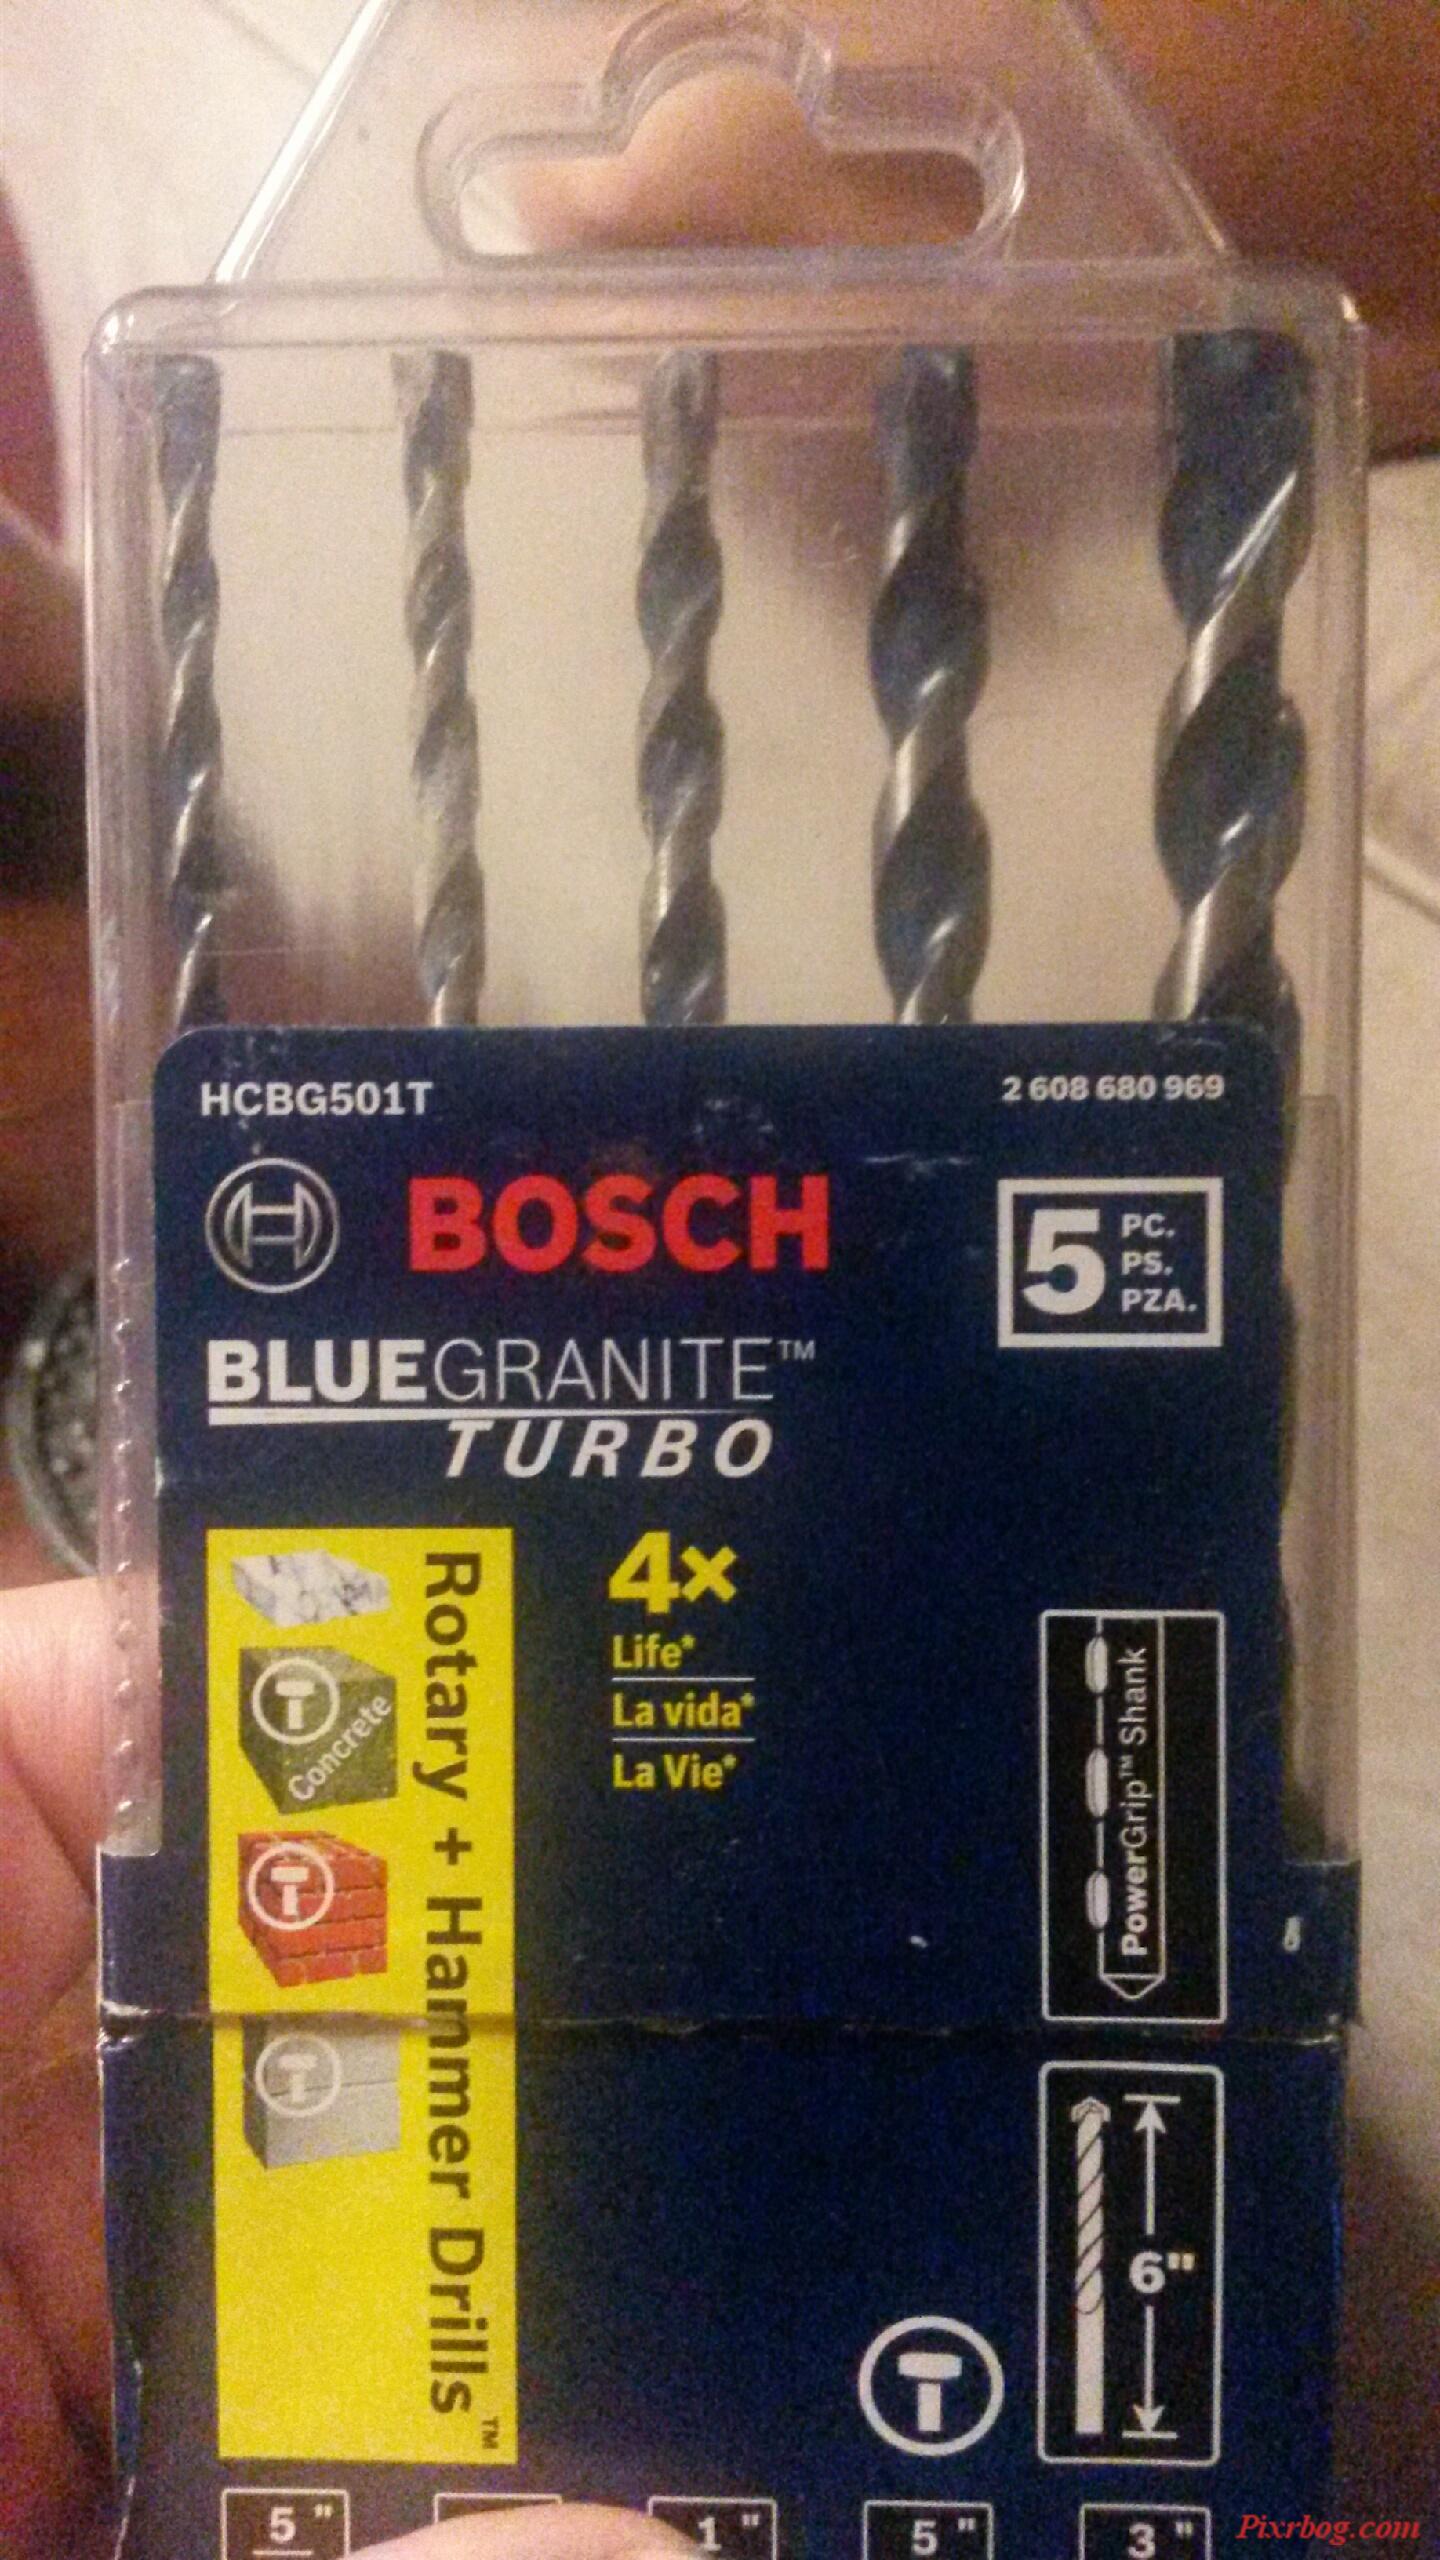 HCBG501T
2 608 680 969
BOSCH
5 PC.
PS.
PZA.
BLUEGRANITE™
TURBO
Rotary + Hammer Drills™
Concrete
4x
Life*
La vida*
La Vie*
PowerGrip™ Shank
6"
5"
1"
5"
3"
Pixrbog.com